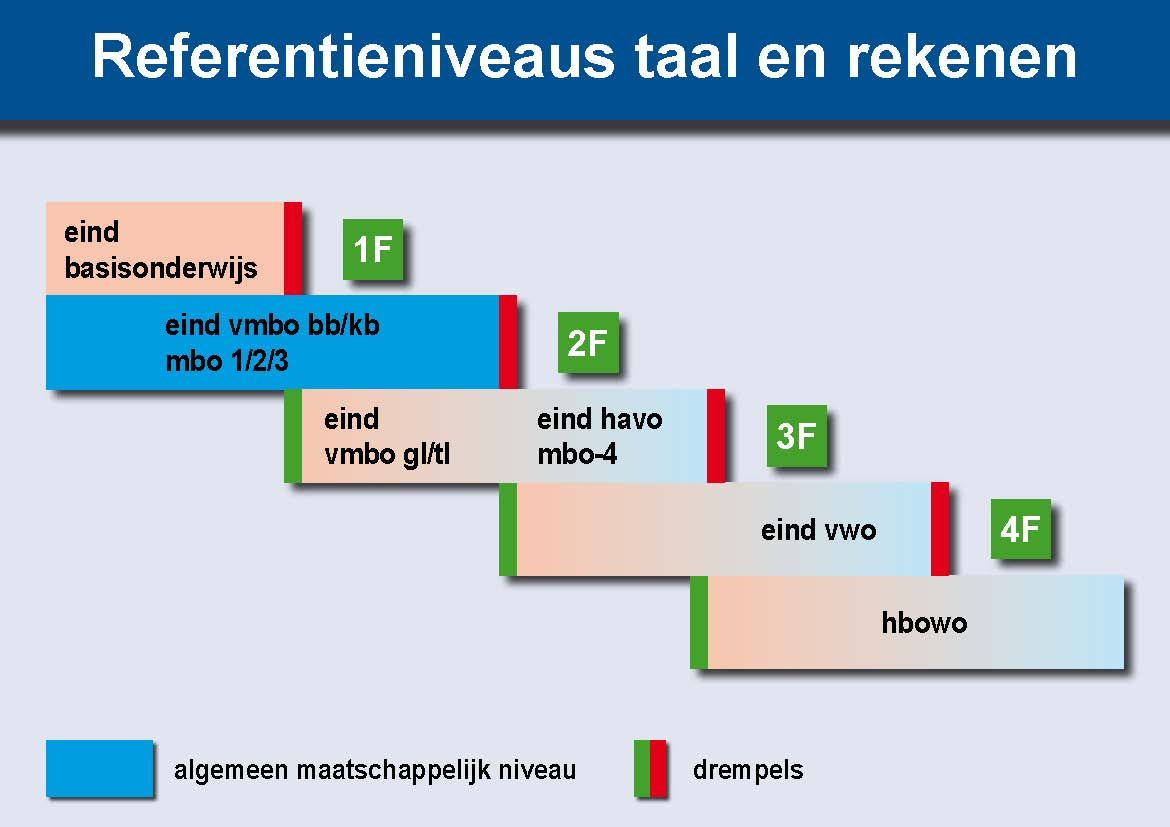 Referentieniveaus taal en rekenen
eind
basisonderwijs
1F
eind vmbo bb/kb
mbo 1/2/3
2F
eind
vmbo gl/tl
eind havo
mbo-4
3F
eind vwo
4F
hbowo
algemeen maatschappelijk niveau
drempels